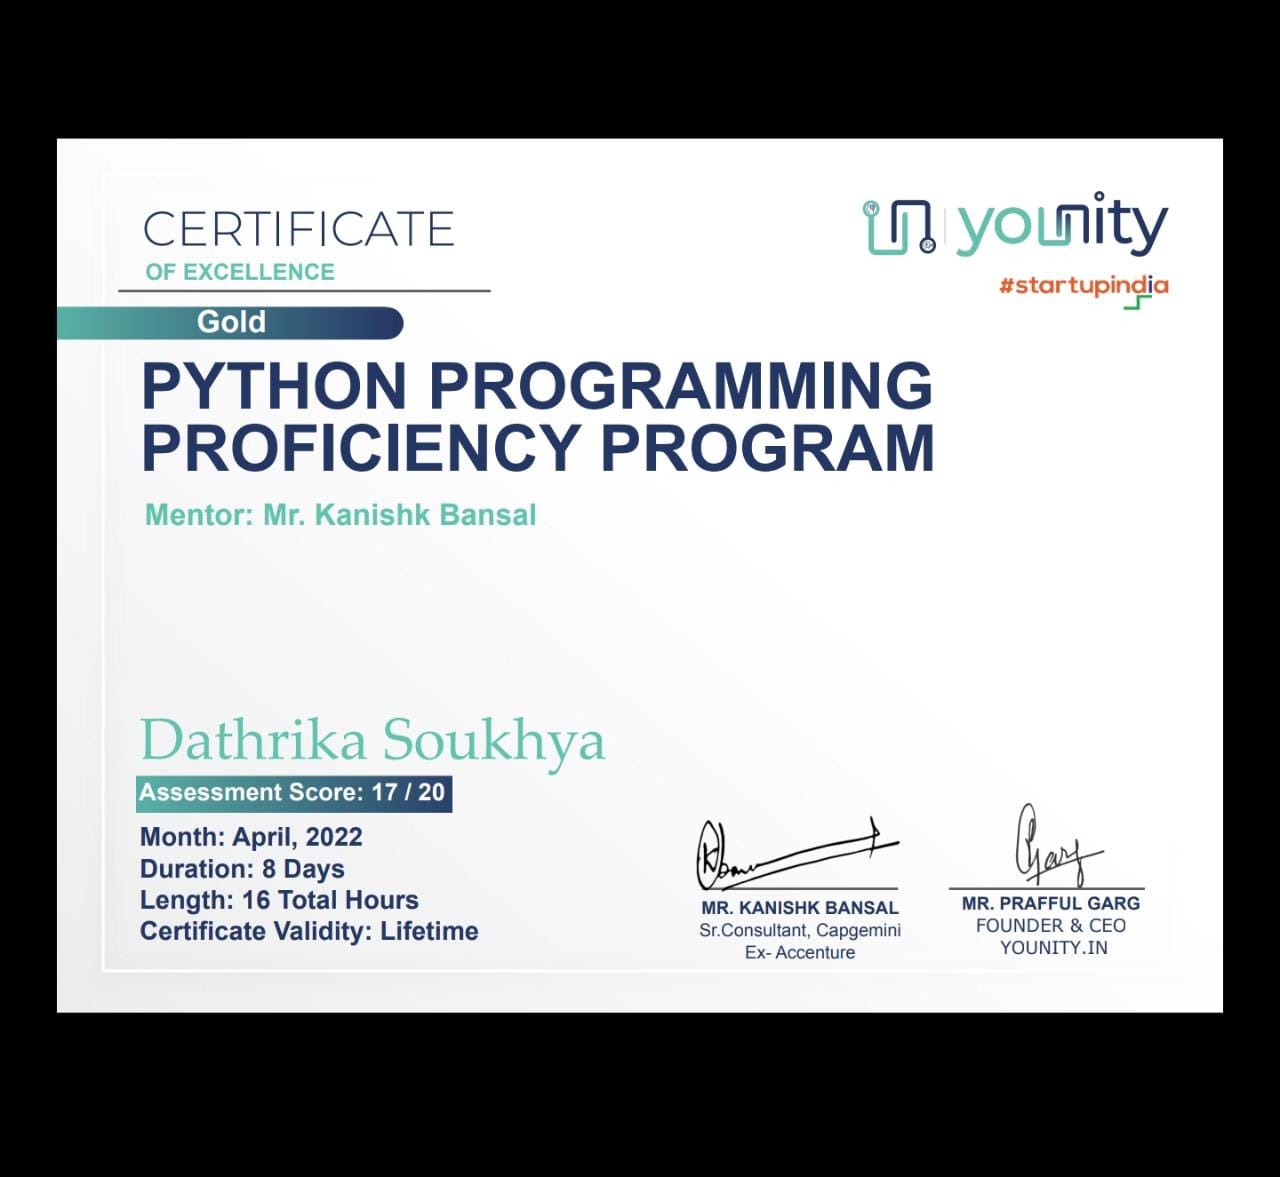 CERTIFICATE
OF EXCELLENCE
Gold
younity
#startupindia
PYTHON PROGRAMMING
PROFICIENCY PROGRAM
Mentor: Mr. Kanishk Bansal
Dathrika Soukhya
Assessment Score: 17 / 20
Month: April, 2022
Duration: 8 Days
Length: 16 Total Hours
Certificate Validity: Lifetime
MR. KANISHK BANSAL
Sr.Consultant, Capgemini
Ex- Accenture
MR. PRAFFUL GARG
FOUNDER & CEO
YOUNITY.IN